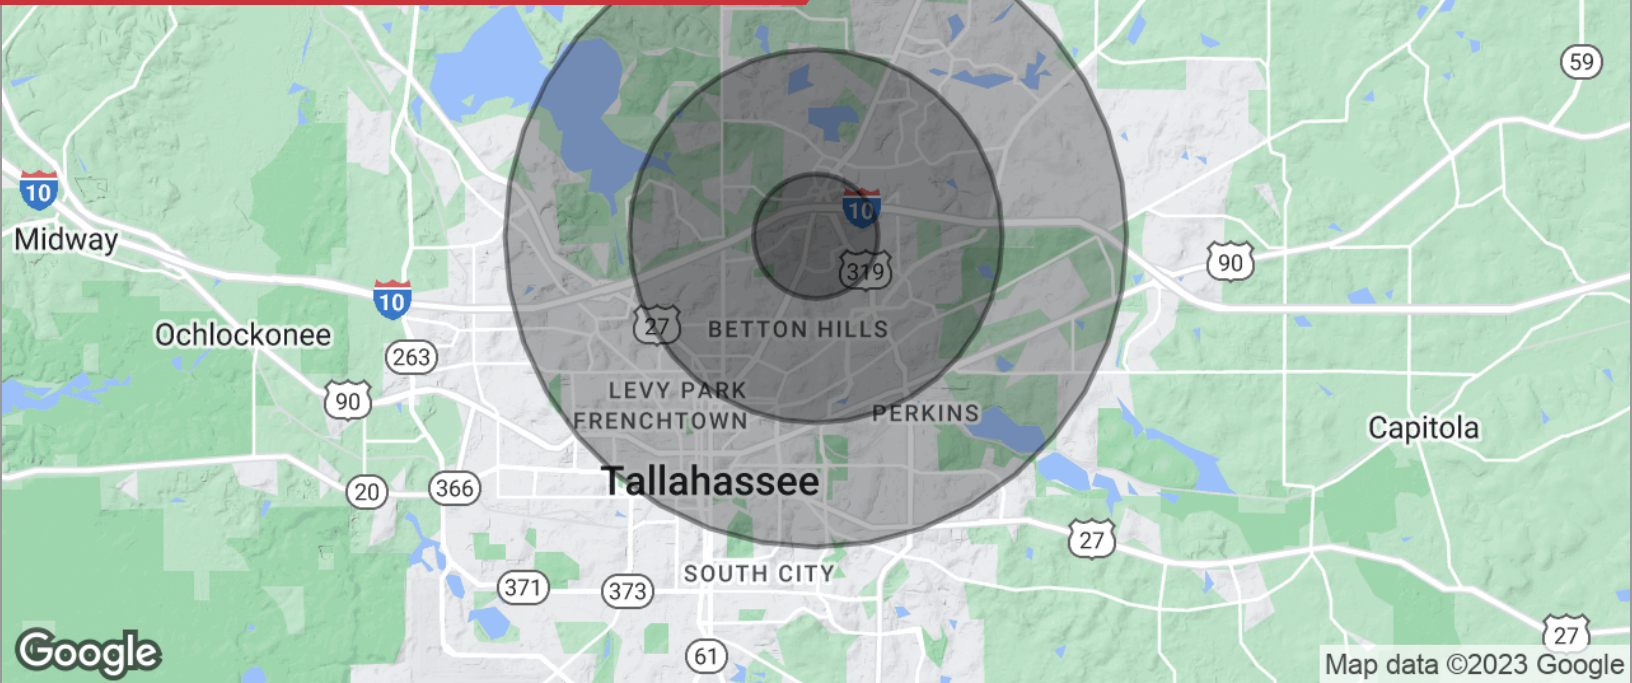 59
10
10
Midway
319
90
10
27
BETTON HILLS
Ochlockonee
263
LEVY PARK
90
FRENCHTOWN
PERKINS
Capitola
Tallahassee
20
366
27
SOUTH CITY
371
373
27
Google
61
Map data ©2023 Google